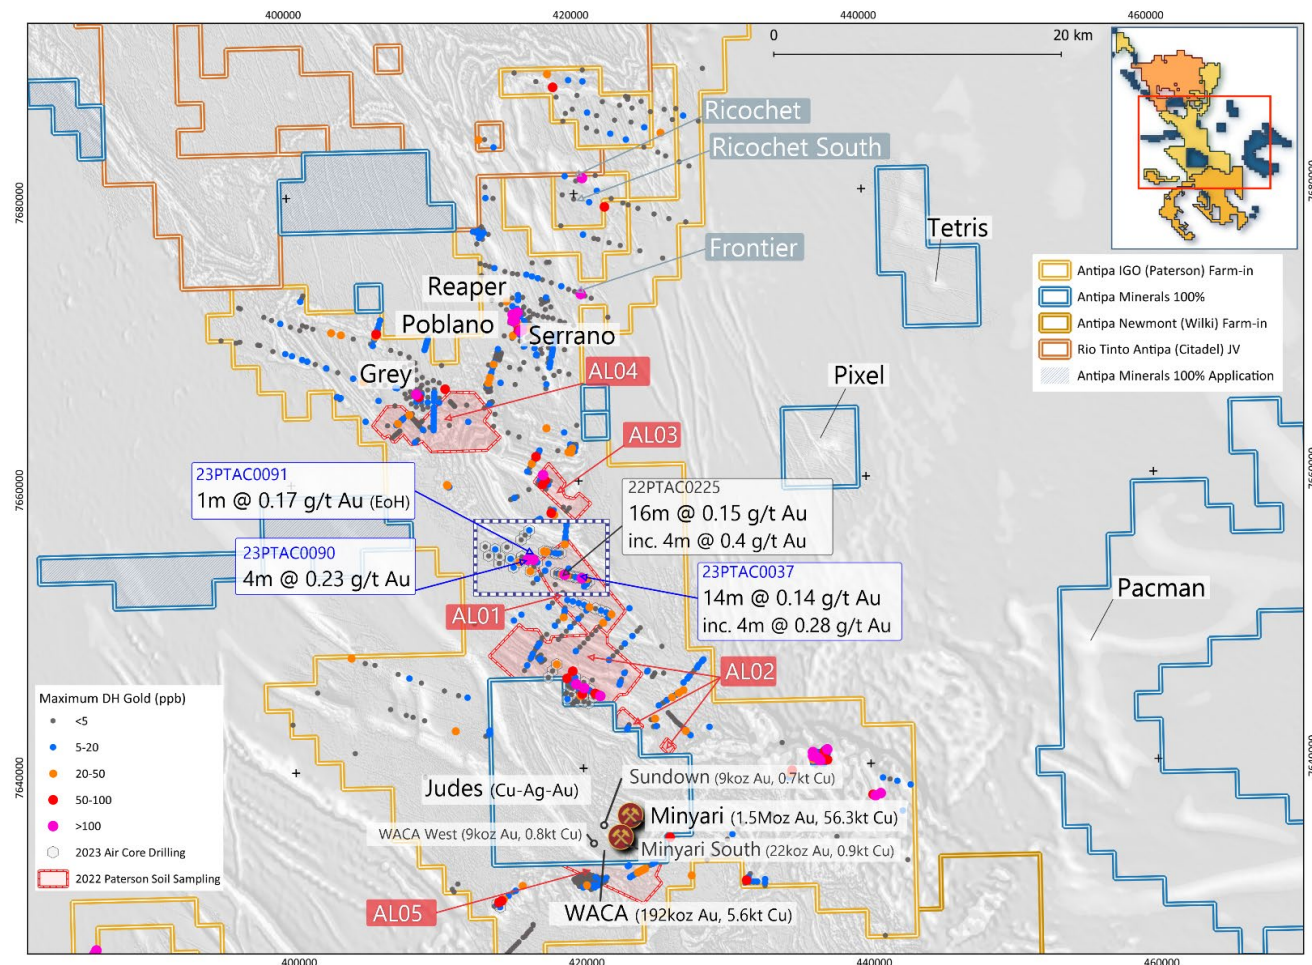 400000
420000
440000
460000
0
20 km
Ricochet
Ricochet South
Frontier
7680000
7680000
Tetris
Antipa IGO (Paterson) Farm-in
Antipa Minerals 100%
Antipa Newmont (Wilki) Farm-in
Rio Tinto Antipa (Citadel) JV
Antipa Minerals 100% Application
Reaper
Poblano
Serrano
Grey
AL04
Pixel
AL03
7660000
7660000
23PTAC0091
1m @ 0.17 g/t Au (EoH)
22PTAC0225
16m @ 0.15 g/t Au
inc. 4m @ 0.4 g/t Au
23PTAC0090
4m @ 0.23 g/t Au
23PTAC0037
14m @ 0.14 g/t Au
inc. 4m @ 0.28 g/t Au
Pacman
AL01
AL02
Maximum DH Gold (ppb)
<5
5-20
20-50
50-100
>100
2023 Air Core Drilling
2022 Paterson Soil Sampling
7640000
7640000
Judes (Cu-Ag-Au)
Sundown (9koz Au, 0.7kt Cu)
Minyari (1.5Moz Au, 56.3kt Cu)
WACA West (9koz Au, 0.8kt Cu)
Minyari South (22koz Au, 0.9kt Cu)
AL05
WACA (192koz Au, 5.6kt Cu)
400000
420000
440000
460000